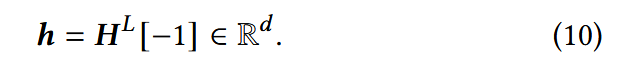 h = H^L[−1] ∈ ℝ^d. (10)